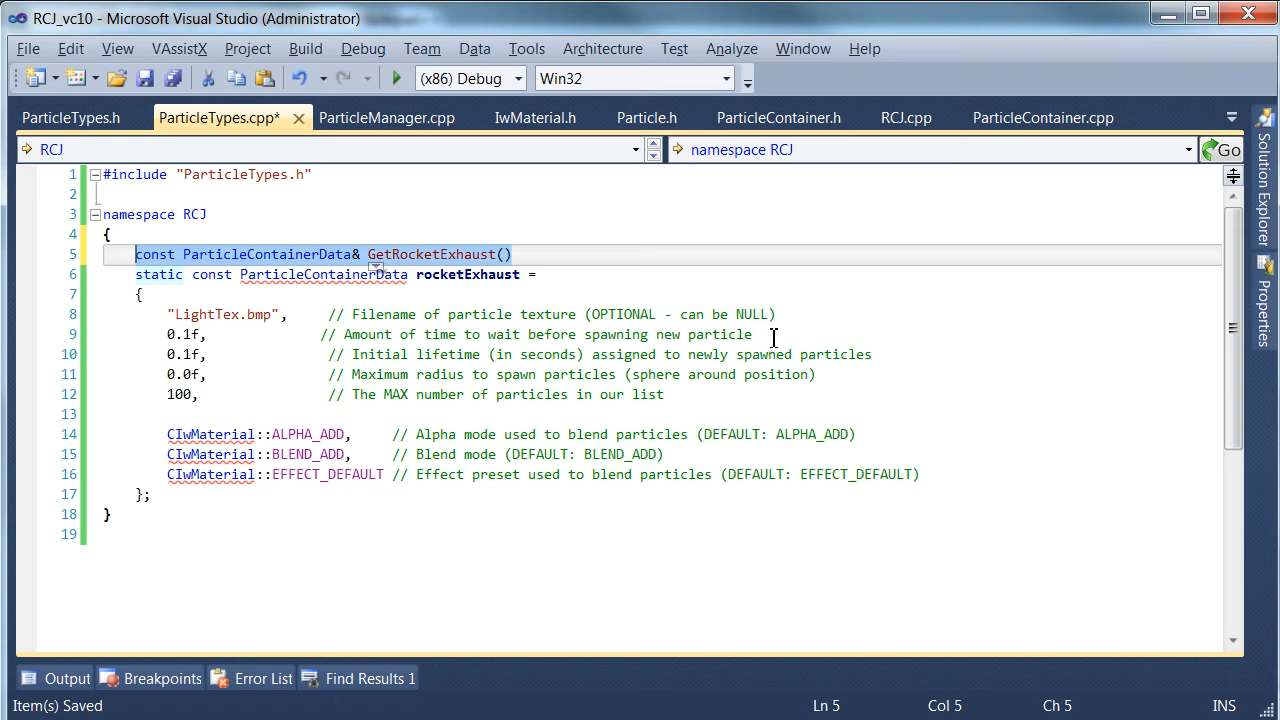 RCJ_vc10 - Microsoft Visual Studio (Administrator)
File Edit View VAssistX Project Build Debug Team Data Tools Architecture Test Analyze Window Help
(x86) Debug Win32
ParticleTypes.h ParticleTypes.cpp* ParticleManager.cpp IwMaterial.h Particle.h ParticleContainer.h RCJ.cpp ParticleContainer.cpp
RCJ namespace RCJ Go
1 #include "ParticleTypes.h"
2
3 namespace RCJ
4 {
5 const ParticleContainerData& GetRocketExhaust()
6 static const ParticleContainerData rocketExhaust =
7 {
8 "LightTex.bmp", // Filename of particle texture (OPTIONAL - can be NULL)
9 0.1f, // Amount of time to wait before spawning new particle
10 0.1f, // Initial lifetime (in seconds) assigned to newly spawned particles
11 0.0f, // Maximum radius to spawn particles (sphere around position)
12 100, // The MAX number of particles in our list
13
14 CIwMaterial::ALPHA_ADD, // Alpha mode used to blend particles (DEFAULT: ALPHA_ADD)
15 CIwMaterial::BLEND_ADD, // Blend mode (DEFAULT: BLEND_ADD)
16 CIwMaterial::EFFECT_DEFAULT // Effect preset used to blend particles (DEFAULT: EFFECT_DEFAULT)
17 };
18 }
19
Solution Explorer
Properties
Output Breakpoints Error List Find Results 1
Item(s) Saved Ln 5 Col 5 Ch 5 INS